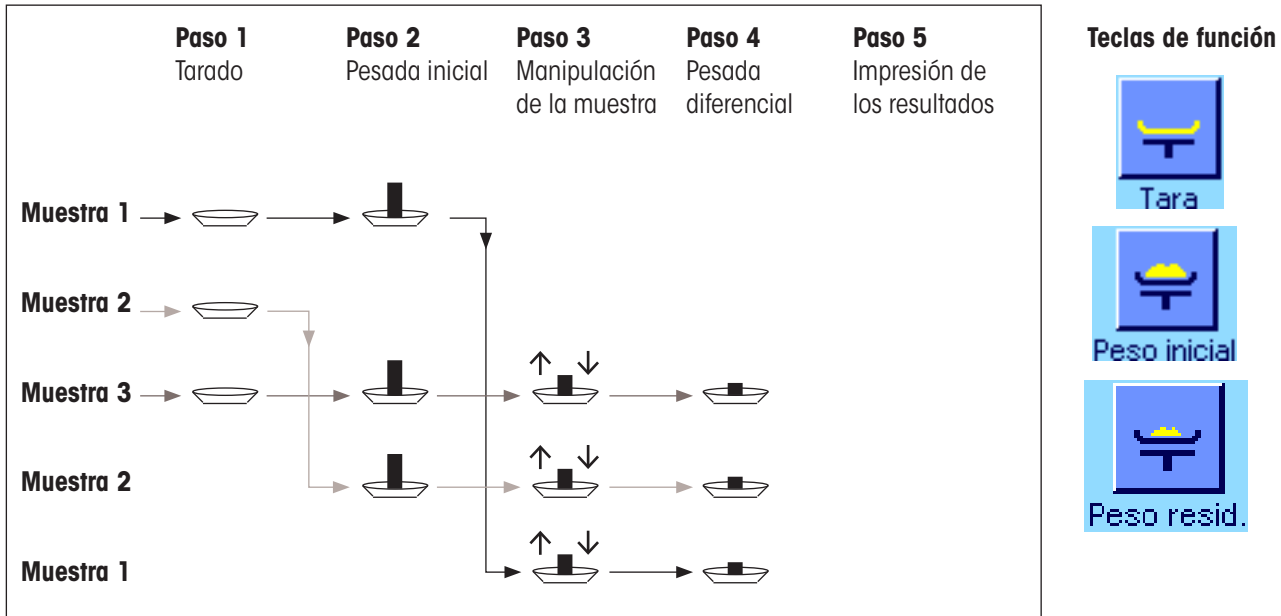 Paso 1
Tarado
Paso 2
Pesada inicial
Paso 3
Manipulación
de la muestra
Paso 4
Pesada
diferencial
Paso 5
Impresión de
los resultados
Teclas de función
Muestra 1
Muestra 2
Muestra 3
Muestra 2
Muestra 1
Tara
Peso inicial
Peso resid.